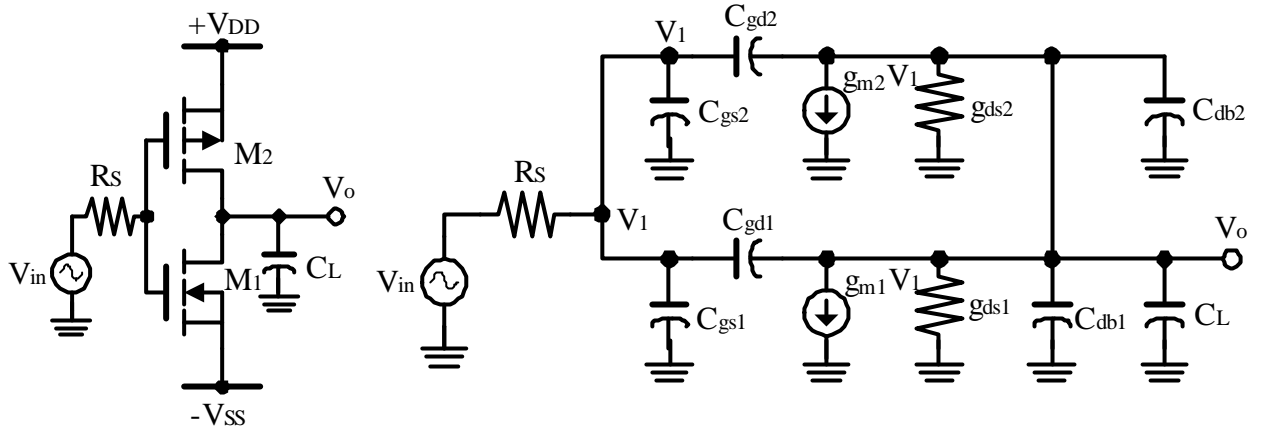 +VDD
M2
RS
Vo
Vin
M1
CL
-VSS
V1
Cgd2
gm2V1
Cgs2
gds2
Cdb2
RS
V1
Cgd1
Vo
Vin
gm1V1
Cgs1
gds1
Cdb1
CL